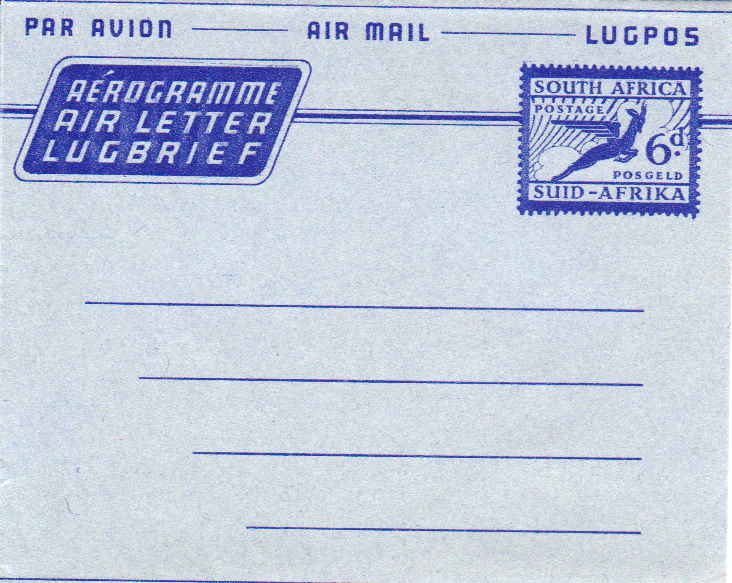 PAR AVION AIR MAIL LUGPOS
AÉROGRAMME
AIR LETTER
LUGBRIEF
SOUTH AFRICA
POSTAGE
6d.
POSGELD
SUID-AFRIKA